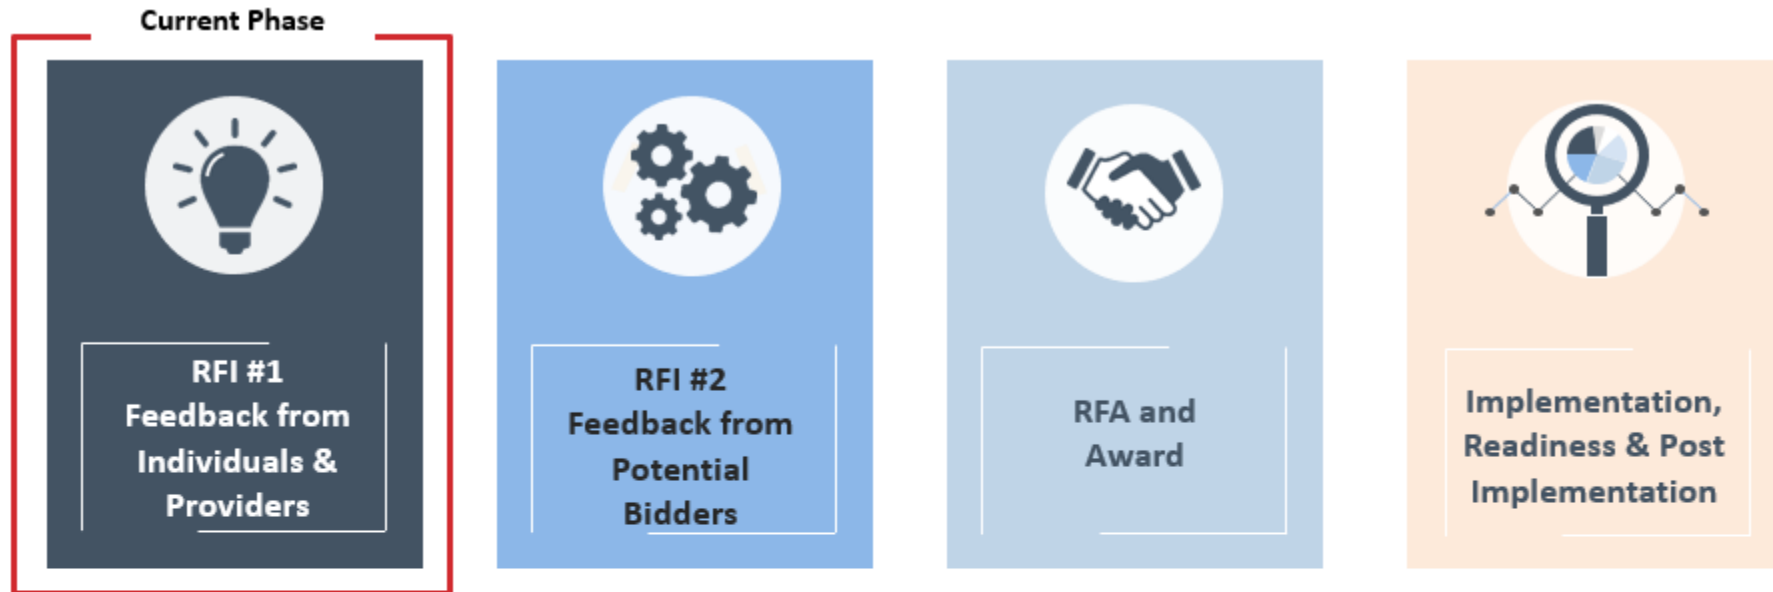 Current Phase
RFI #1
Feedback from
Individuals &
Providers
RFI #2
Feedback from
Potential
Bidders
RFA and
Award
Implementation,
Readiness & Post
Implementation